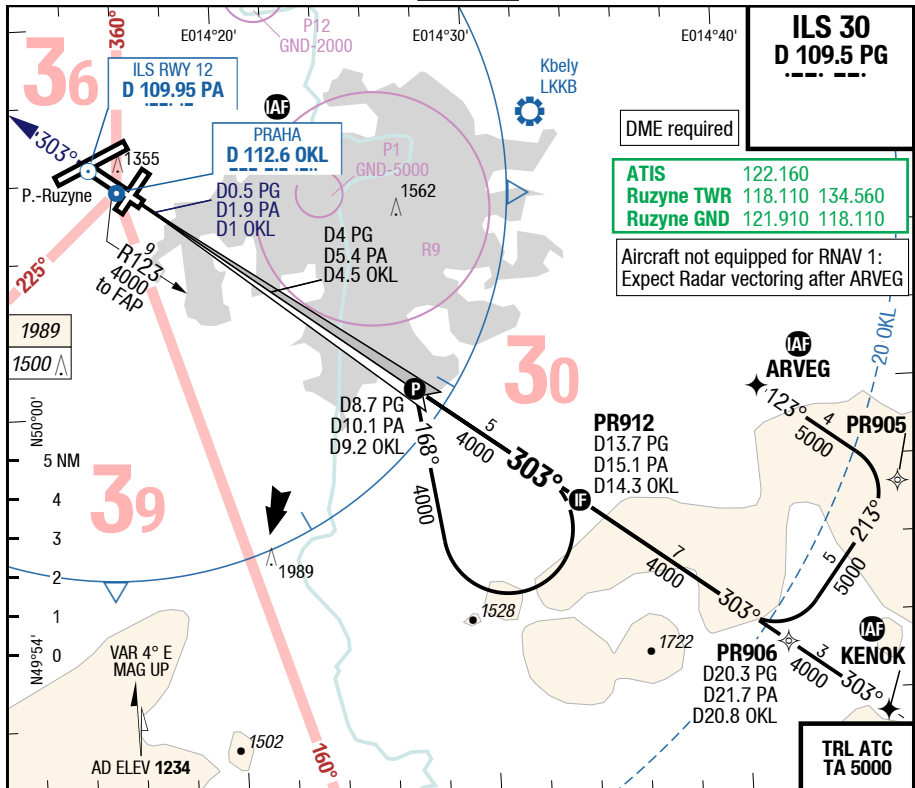 E014°20'
E014°30'
E014°40'
P12
GND-2000
ILS 30
D 109.5 PG
360°
36
ILS RWY 12
D 109.95 PA
IAF
Kbely
LKKB
PRAHA
D 112.6 OKL
P1
GND-5000
DME required
303°
1355
P.-Ruzyne
1562
ATIS 122.160
Ruzyne TWR 118.110 134.560
Ruzyne GND 121.910 118.110
D0.5 PG
D1.9 PA
D1 OKL
D4 PG
D5.4 PA
D4.5 OKL
R9
Aircraft not equipped for RNAV 1:
Expect Radar vectoring after ARVEG
225°
9
R123
4000
to FAP
1989
1500
20 OKL
IAF
ARVEG
30
P
D8.7 PG
D10.1 PA
D9.2 OKL
168°
4000
5
4000
303°
PR912
D13.7 PG
D15.1 PA
D14.3 OKL
IF
123°
4
5000
PR905
213°
5
5000
N50°00'
5 NM
4
3
2
1
0
N49°54'
39
1989
7
4000
303°
1528
1722
PR906
D20.3 PG
D21.7 PA
D20.8 OKL
IAF
KENOK
3
4000
303°
VAR 4° E
MAG UP
AD ELEV 1234
1502
160°
TRL ATC
TA 5000